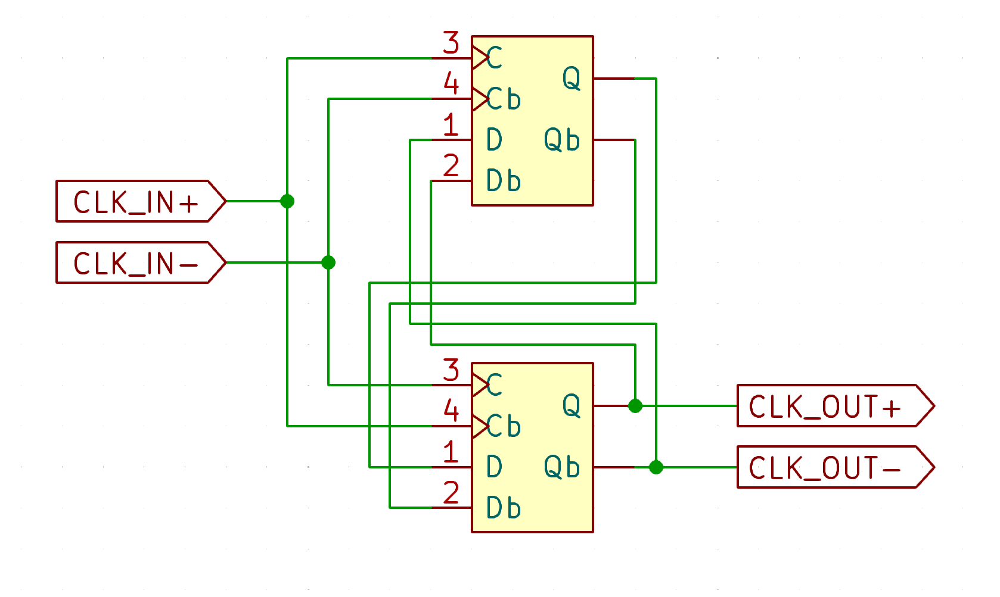 3
C
4
Cb
Q
1
D
Qb
2
Db
CLK_IN+
CLK_IN-
3
C
4
Cb
Q
1
D
Qb
2
Db
CLK_OUT+
CLK_OUT-